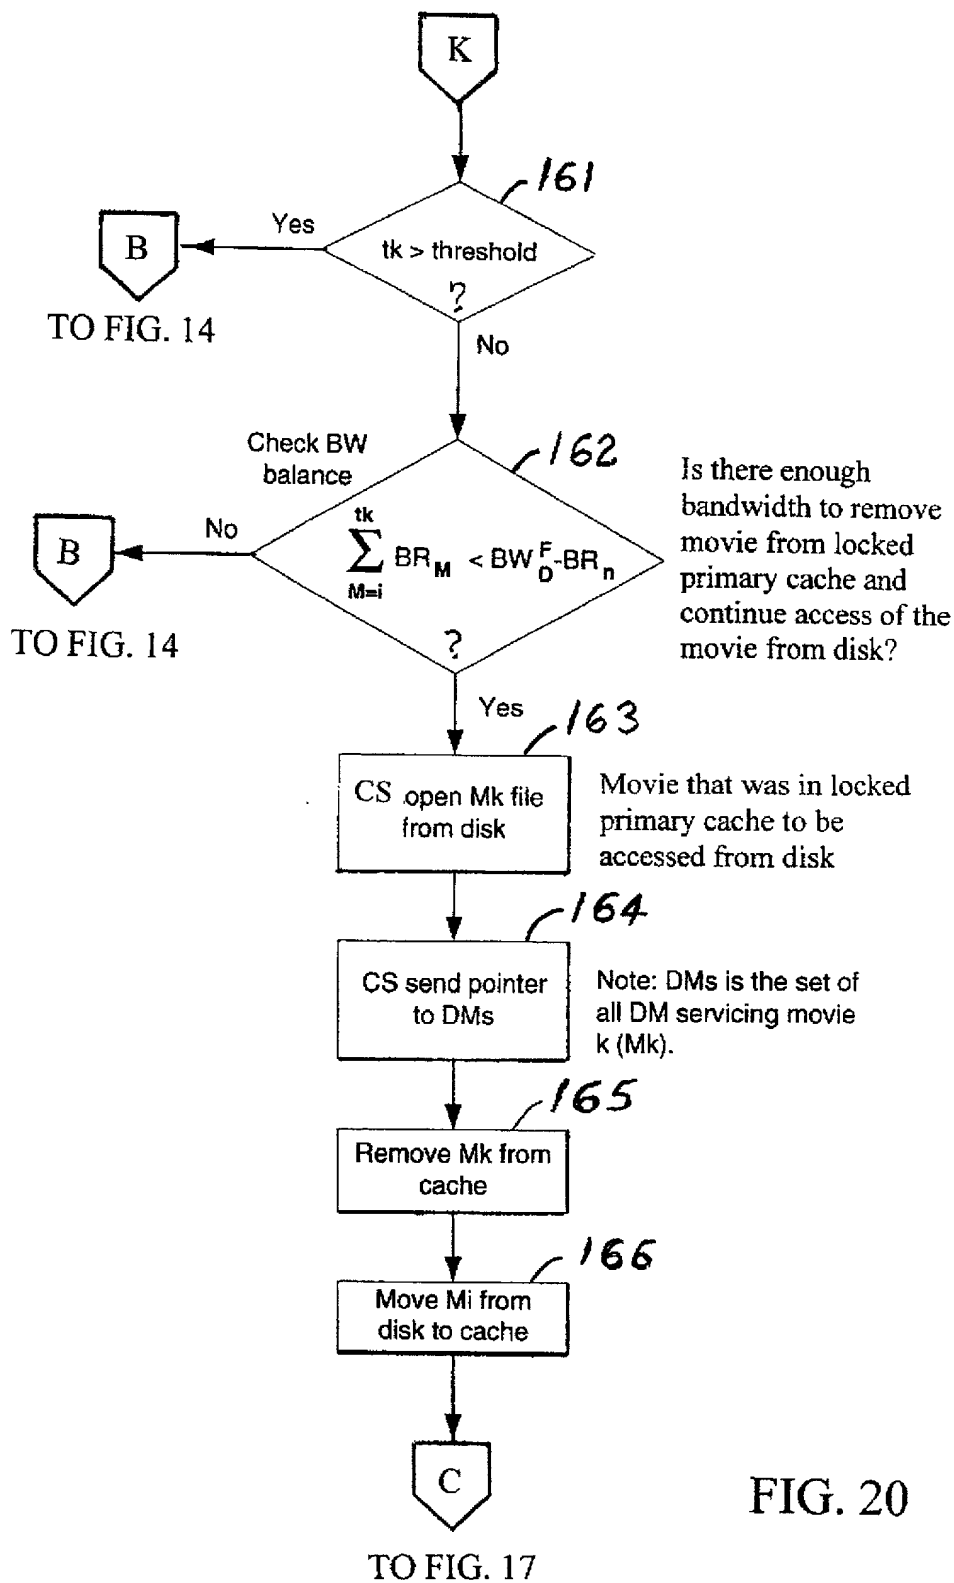 K
161
Yes
B
tk > threshold
?
TO FIG. 14
No
Check BW
balance
162
No
B
tk
∑ BR_M < BW_D^F-BR_n
M=i
?
TO FIG. 14
Is there enough
bandwidth to remove
movie from locked
primary cache and
continue access of the
movie from disk?
Yes
163
CS open Mk file
from disk
Movie that was in locked
primary cache to be
accessed from disk
164
CS send pointer
to DMs
Note: DMs is the set of
all DM servicing movie
k (Mk).
165
Remove Mk from
cache
166
Move Mi from
disk to cache
C
FIG. 20
TO FIG. 17